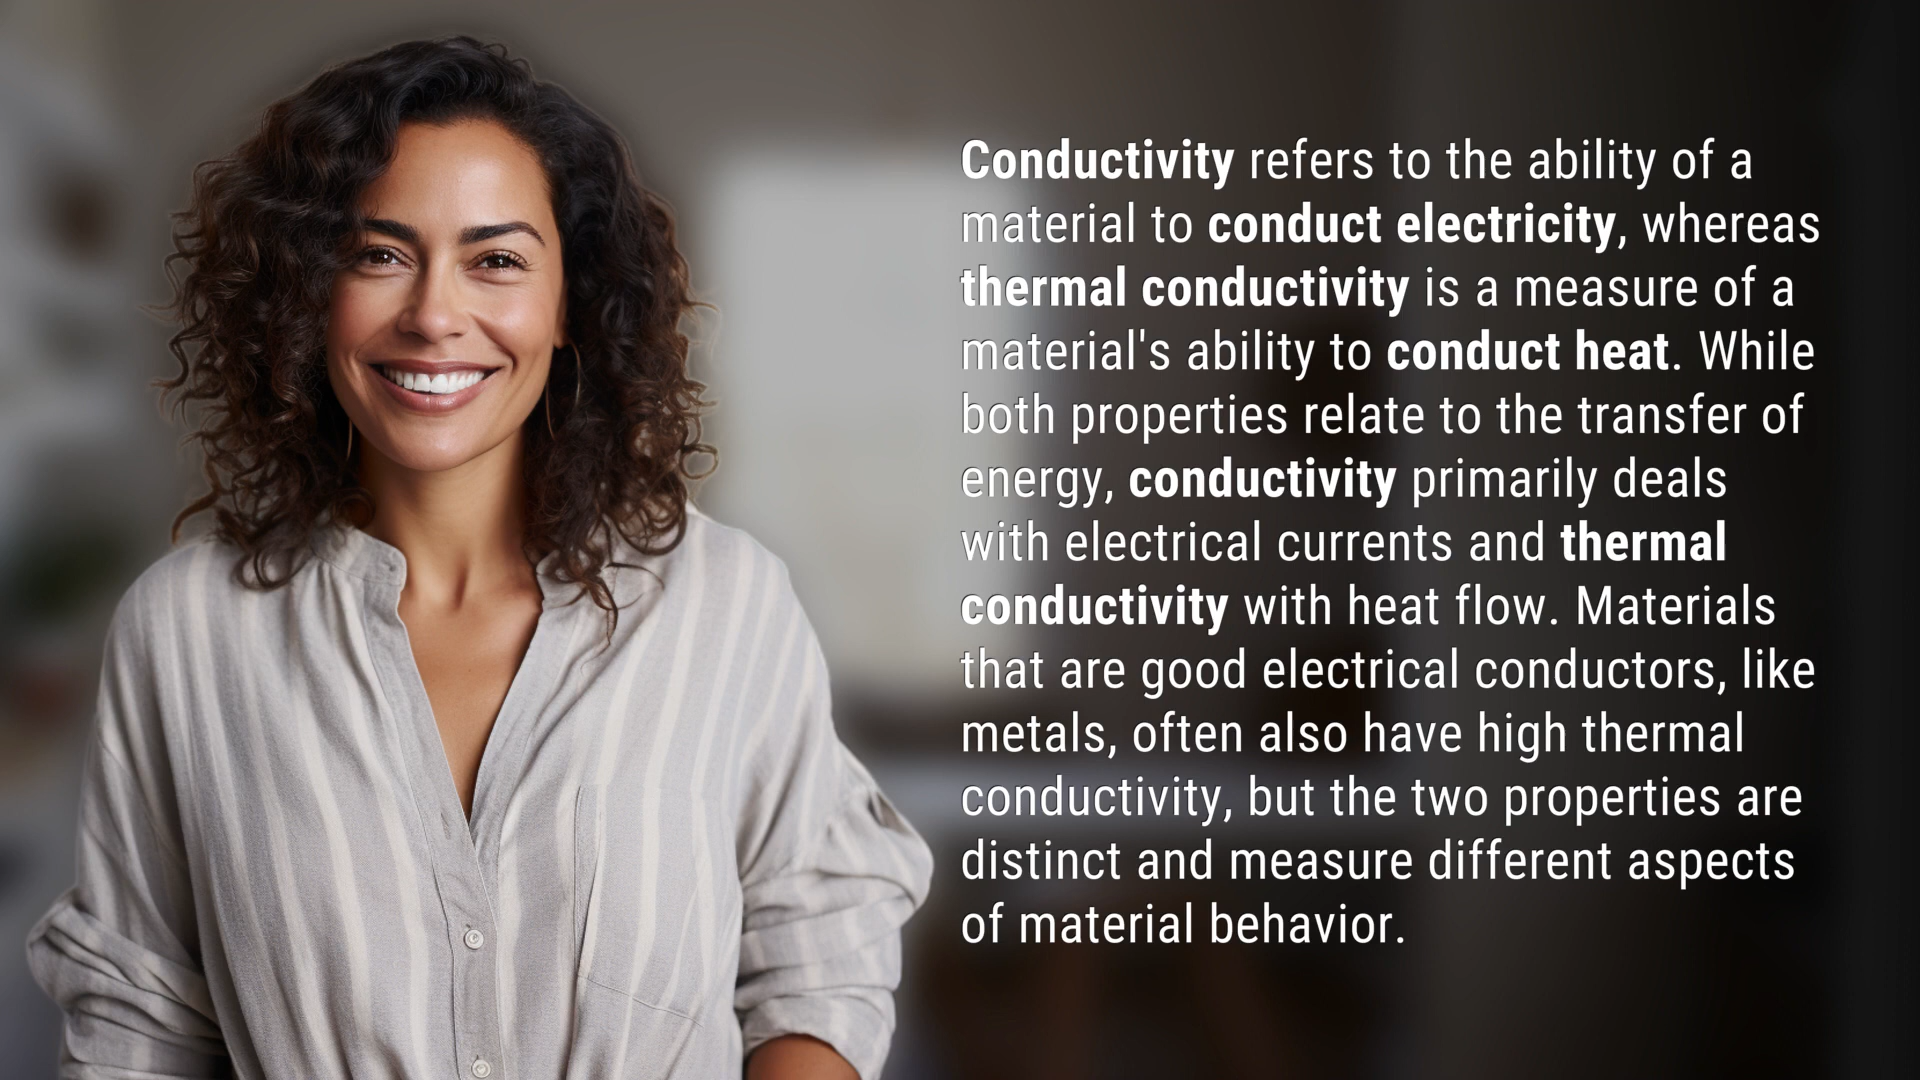 Conductivity refers to the ability of a
material to conduct electricity, whereas
thermal conductivity is a measure of a
material's ability to conduct heat. While
both properties relate to the transfer of
energy, conductivity primarily deals
with electrical currents and thermal
conductivity with heat flow. Materials
that are good electrical conductors, like
metals, often also have high thermal
conductivity, but the two properties are
distinct and measure different aspects
of material behavior.